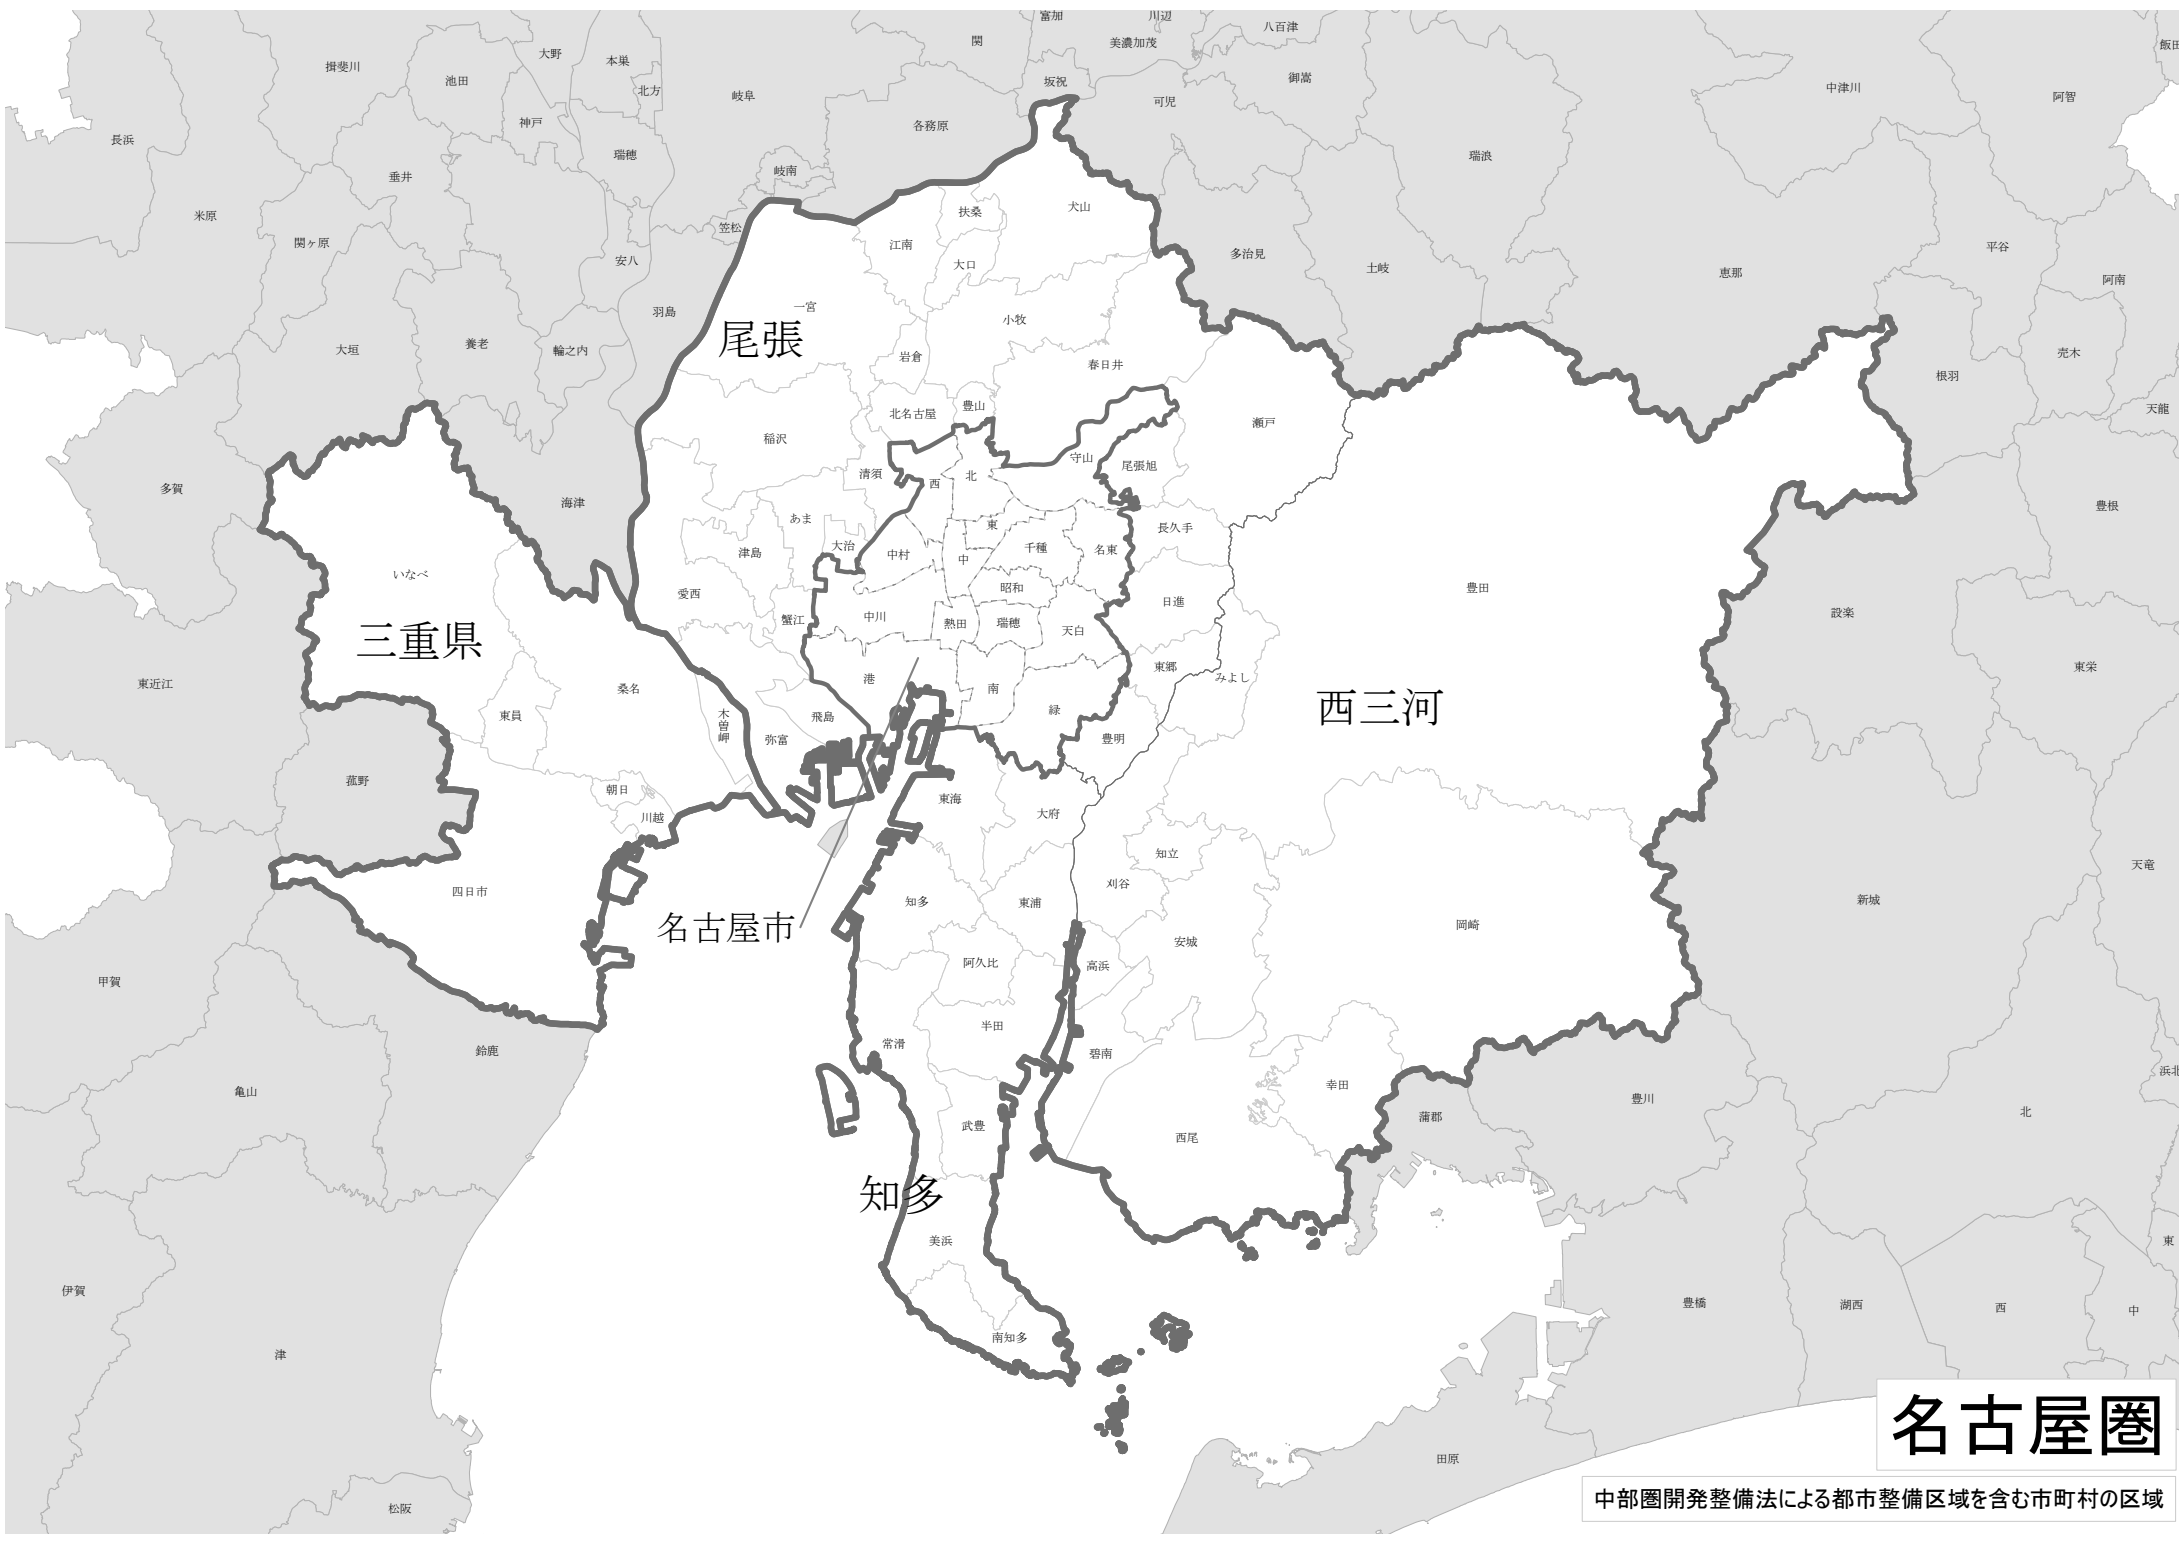 富加
川辺
八百津
関
美濃加茂
飯田
揖斐川
大野
本巣
池田
北方
岐阜
坂祝
可児
御嵩
中津川
阿智
長浜
神戸
各務原
瑞穂
瑞浪
垂井
岐南
米原
関ヶ原
笠松
扶桑
犬山
江南
大口
多治見
土岐
恵那
平谷
阿南
安八
羽島
一宮
尾張
小牧
大垣
養老
輪之内
岩倉
春日井
根羽
売木
天龍
北名古屋
豊山
瀬戸
稲沢
守山
尾張旭
清須
西
北
多賀
海津
豊根
あま
東
長久手
津島
大治
中村
中
千種
名東
いなべ
愛西
昭和
日進
豊田
蟹江
中川
熱田
瑞穂
天白
設楽
三重県
東近江
東郷
みよし
東栄
港
南
桑名
東員
木曽岬
飛島
緑
西三河
弥富
豊明
菰野
朝日
川越
東海
大府
知立
天竜
四日市
刈谷
知多
東浦
新城
名古屋市
岡崎
安城
阿久比
高浜
甲賀
半田
常滑
碧南
鈴鹿
亀山
幸田
浜北
豊川
蒲郡
北
武豊
西尾
知多
美浜
東
伊賀
豊橋
湖西
西
中
南知多
津
名古屋圏
田原
中部圏開発整備法による都市整備区域を含む市町村の区域
松阪